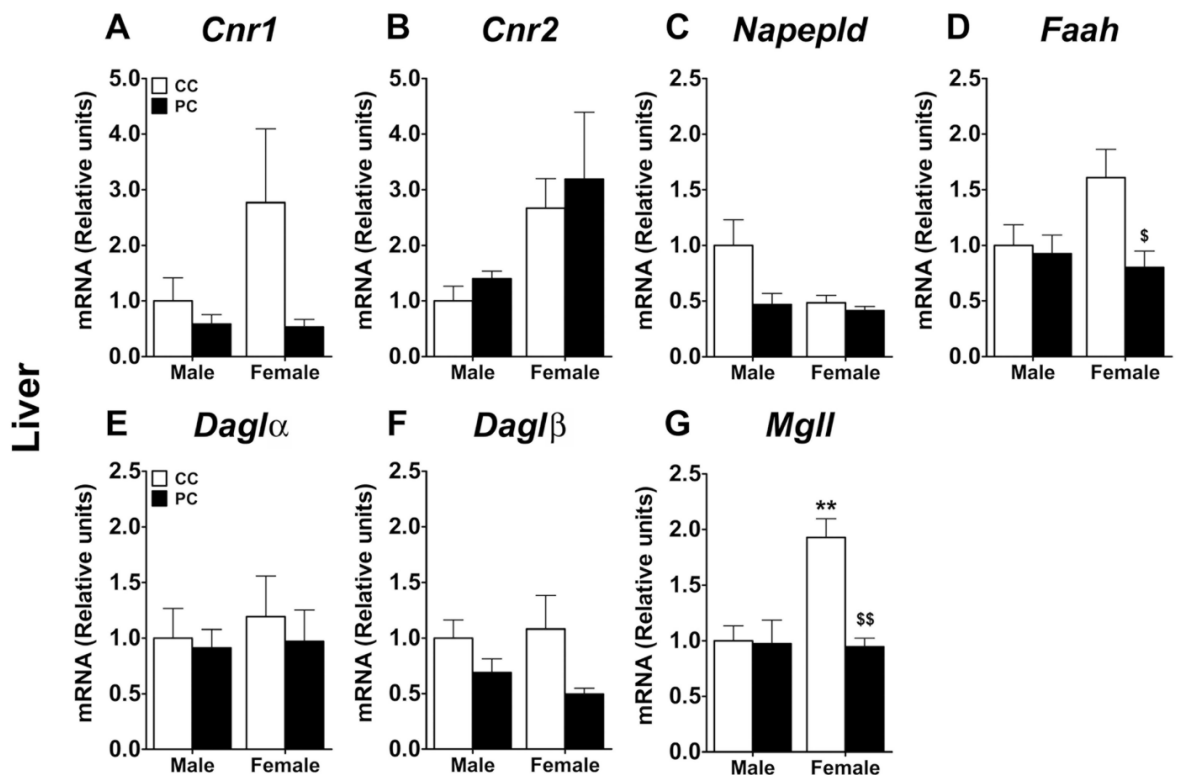 A Cnr1
B Cnr2
C Napepld
D Faah
mRNA (Relative units)
5.0
4.0
3.0
2.0
1.0
0.0
CC
PC
Male Female
mRNA (Relative units)
5.0
4.0
3.0
2.0
1.0
0.0
Male Female
mRNA (Relative units)
2.5
2.0
1.5
1.0
0.5
0.0
Male Female
mRNA (Relative units)
2.5
2.0
1.5
1.0
0.5
0.0
$
Male Female
Liver
E Daglα
F Daglβ
G Mgll
mRNA (Relative units)
2.5
2.0
1.5
1.0
0.5
0.0
CC
PC
Male Female
mRNA (Relative units)
2.5
2.0
1.5
1.0
0.5
0.0
Male Female
mRNA (Relative units)
2.5
2.0
1.5
1.0
0.5
0.0
**
$$
Male Female